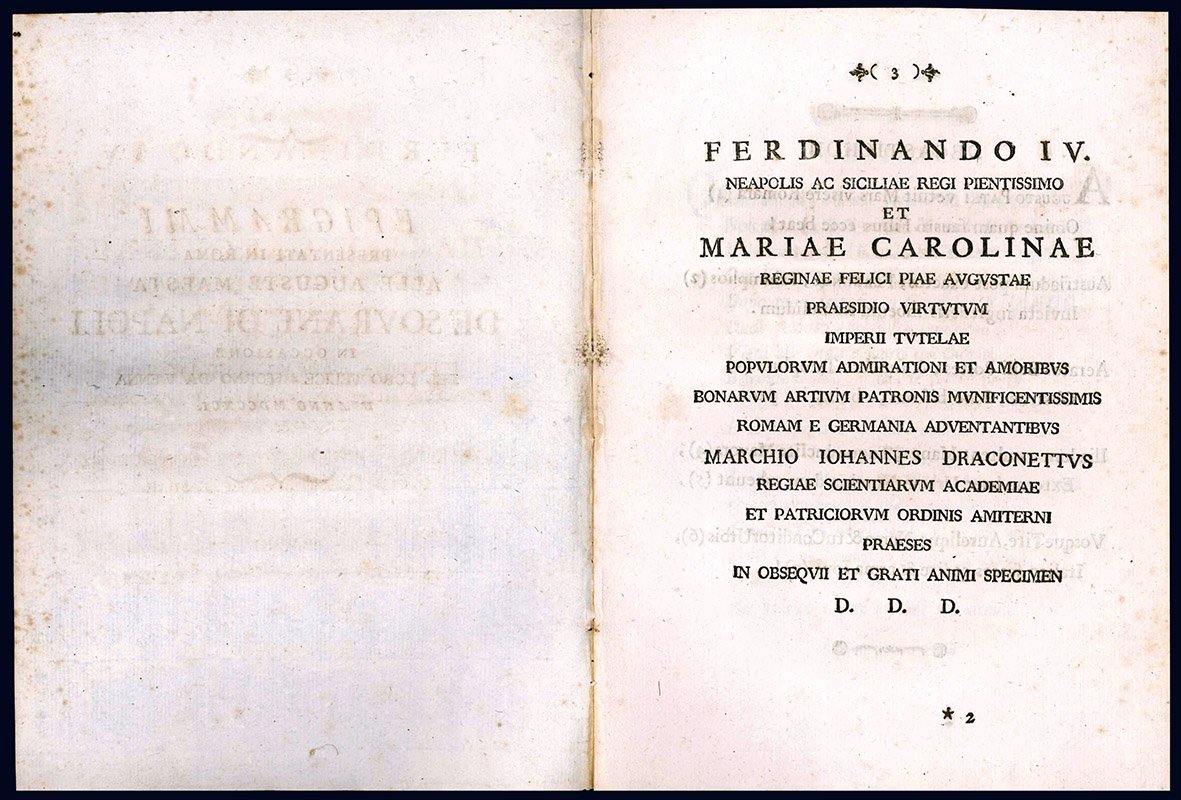 ( 3 )
FERDINANDO IV.
NEAPOLIS AC SICILIAE REGI PIENTISSIMO
ET
MARIAE CAROLINAE
REGINAE FELICI PIAE AVGVSTAE
PRAESIDIO VIRTVTVM
IMPERII TVTELAE
POPVLORVM ADMIRATIONI ET AMORIBVS
BONARVM ARTIVM PATRONIS MVNIFICENTISSIMIS
ROMAM E GERMANIA ADVENTANTIBVS
MARCHIO IOHANNES DRACONETTVS
REGIAE SCIENTIARVM ACADEMIAE
ET PATRICIORVM ORDINIS AMITERNI
PRAESES
IN OBSEQVII ET GRATI ANIMI SPECIMEN
D. D. D.
* 2